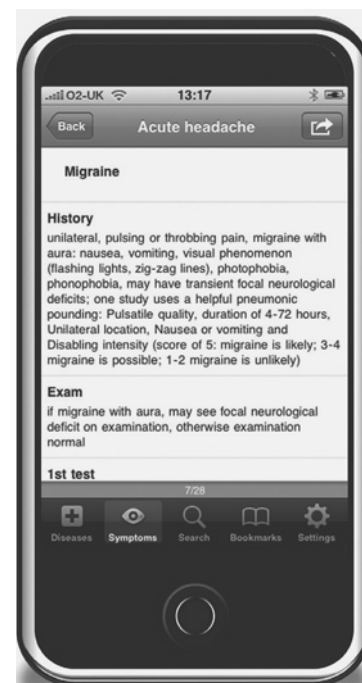 O2-UK 13:17
Back Acute headache
Migraine
History
unilateral, pulsing or throbbing pain, migraine with
aura: nausea, vomiting, visual phenomenon
(flashing lights, zig-zag lines), photophobia,
phonophobia, may have transient focal neurological
deficits; one study uses a helpful pneumonic
pounding: Pulsatile quality, duration of 4-72 hours,
Unilateral location, Nausea or vomiting and
Disabling intensity (score of 5: migraine is likely; 3-4
migraine is possible; 1-2 migraine is unlikely)
Exam
if migraine with aura, may see focal neurological
deficit on examination, otherwise examination
normal
1st test
7/28
Diseases Symptoms Search Bookmarks Settings